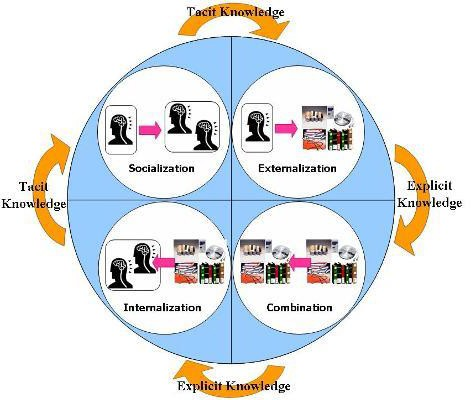 Tacit Knowledge
Socialization
Externalization
Tacit
Knowledge
Explicit
Knowledge
Internalization
Combination
Explicit Knowledge